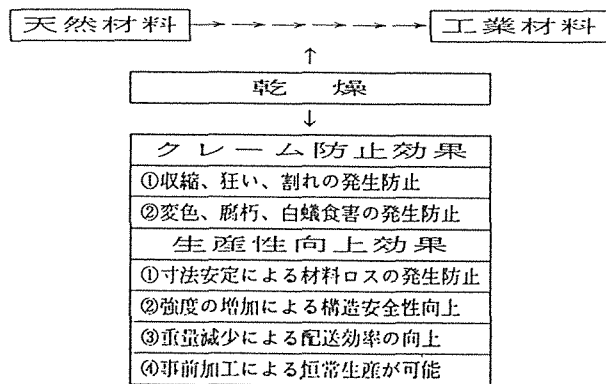 天然材料 → → → → → → 工業材料
↑
乾燥
↓
クレーム防止効果
①収縮、狂い、割れの発生防止
②変色、腐朽、白蟻食害の発生防止
生産性向上効果
①寸法安定による材料ロスの発生防止
②強度の増加による構造安全性向上
③重量減少による配送効率の向上
④事前加工による恒常生産が可能